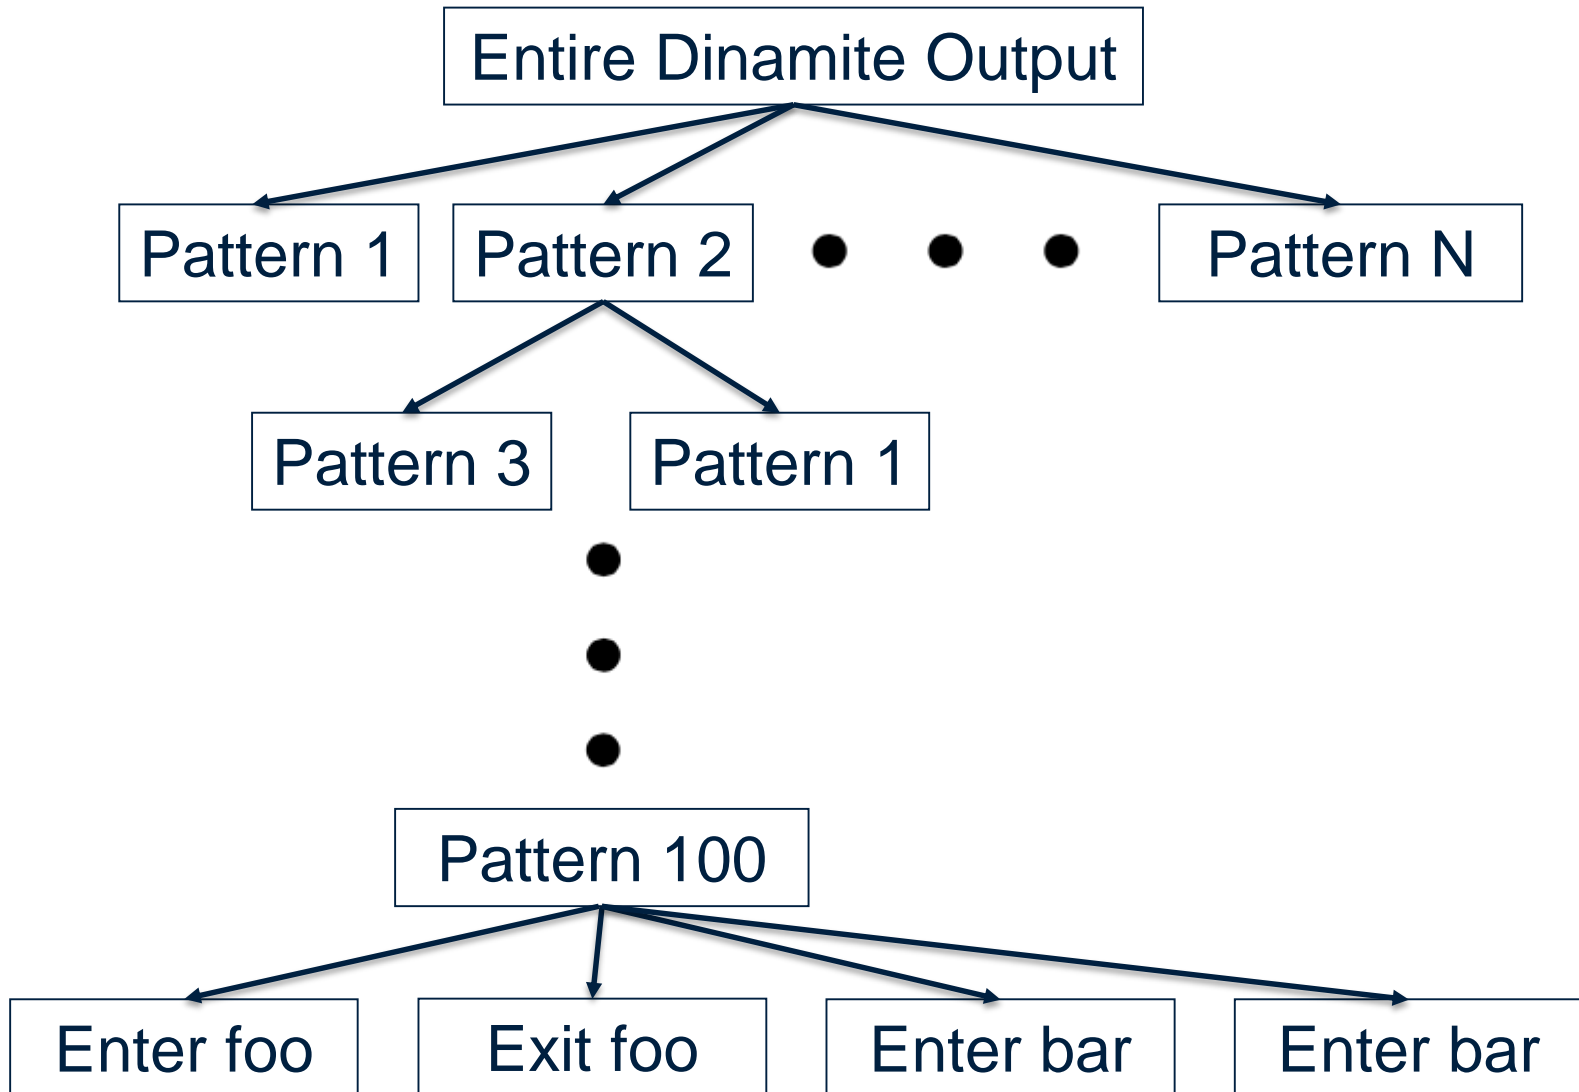 Entire Dinamite Output
Pattern 1
Pattern 2
Pattern N
Pattern 3
Pattern 1
Pattern 100
Enter foo
Exit foo
Enter bar
Enter bar